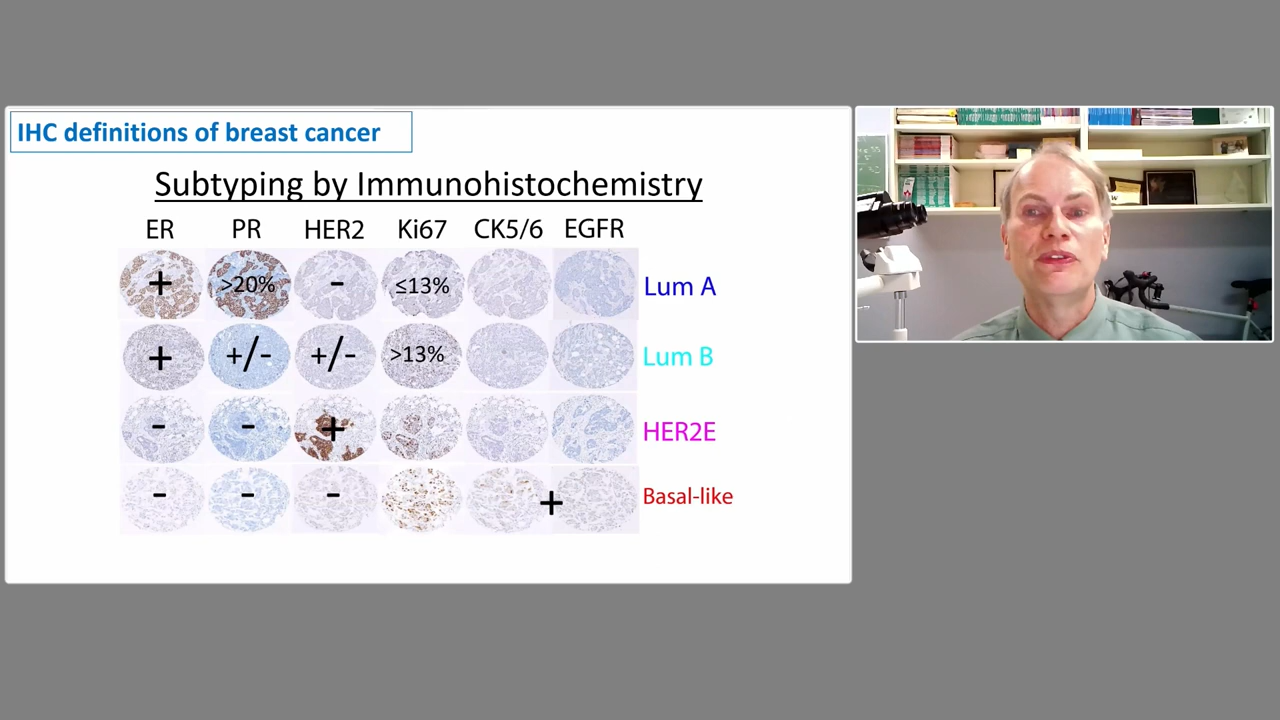 IHC definitions of breast cancer
Subtyping by Immunohistochemistry
ER PR HER2 Ki67 CK5/6 EGFR
+ >20% - ≤13% Lum A
+ +/- +/- >13% Lum B
- - + HER2E
- - - + Basal-like